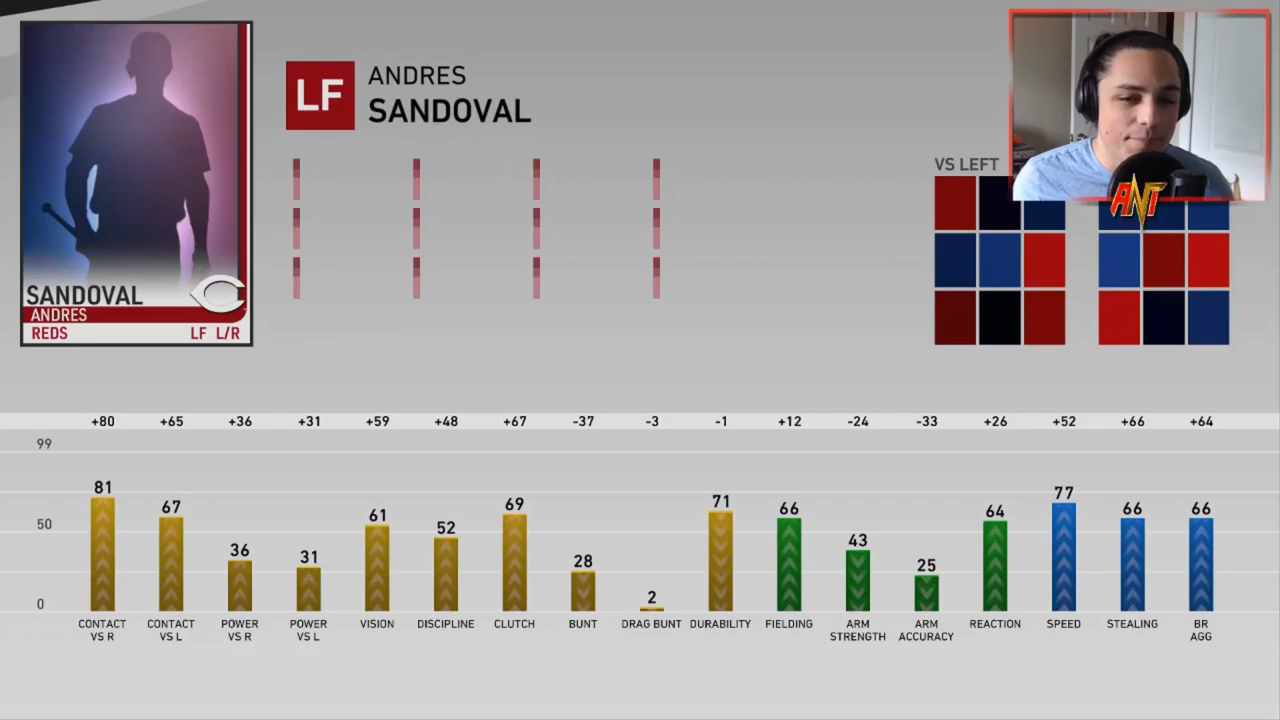 SANDOVAL
ANDRES
REDS LF L/R
LF
ANDRES
SANDOVAL
VS LEFT
ANT
+80 +65 +36 +31 +59 +48 +67 -37 -3 -1 +12 -24 -33 +26 +52 +66 +64
99
50
0
81 67 36 31 61 52 69 28 2 71 66 43 25 64 77 66 66
CONTACT VS R
CONTACT VS L
POWER VS R
POWER VS L
VISION
DISCIPLINE
CLUTCH
BUNT
DRAG BUNT
DURABILITY
FIELDING
ARM STRENGTH
ARM ACCURACY
REACTION
SPEED
STEALING
BR AGG